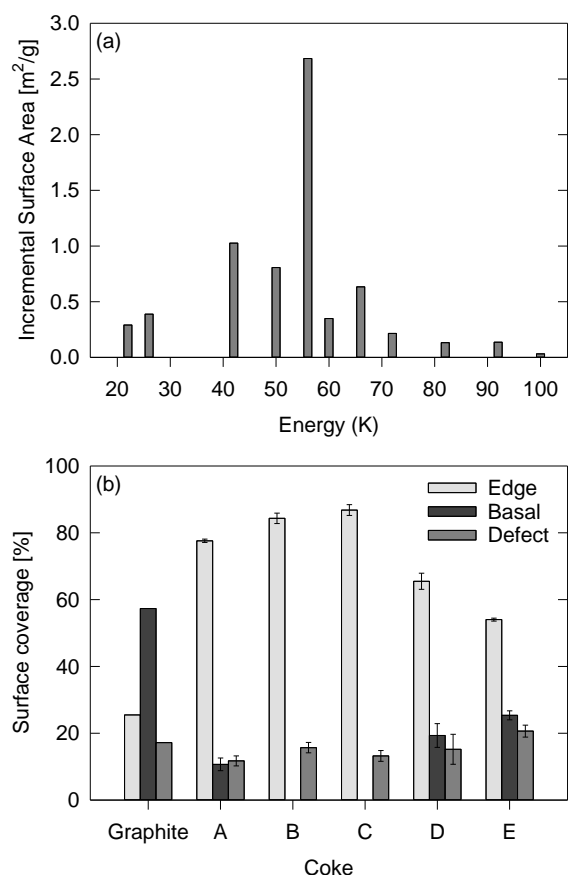 (a)
Incremental Surface Area [m²/g]
3.0
2.5
2.0
1.5
1.0
0.5
0.0
20 30 40 50 60 70 80 90 100
Energy (K)
(b)
Edge
Basal
Defect
Surface coverage [%]
100
80
60
40
20
0
Graphite A B C D E
Coke